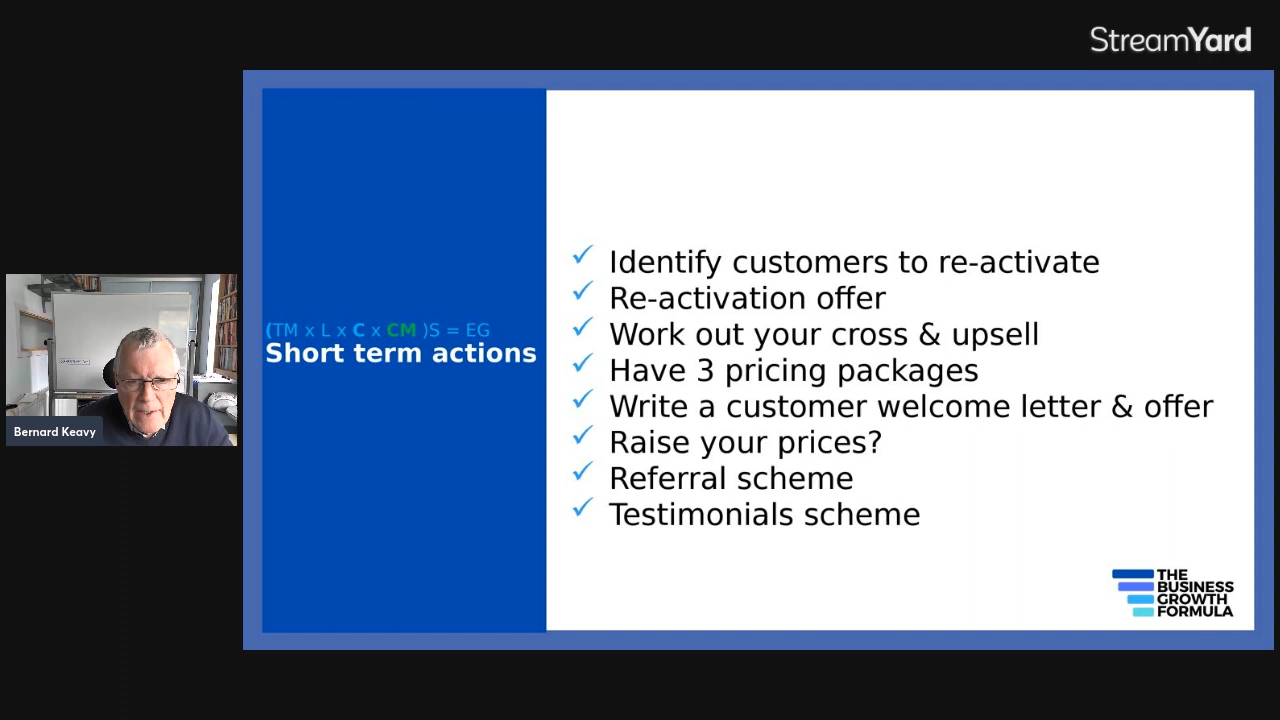 StreamYard
(TM x L x C x CM )S = EG
Short term actions
Identify customers to re-activate
Re-activation offer
Work out your cross & upsell
Have 3 pricing packages
Write a customer welcome letter & offer
Raise your prices?
Referral scheme
Testimonials scheme
Bernard Keavy
THE
BUSINESS
GROWTH
FORMULA